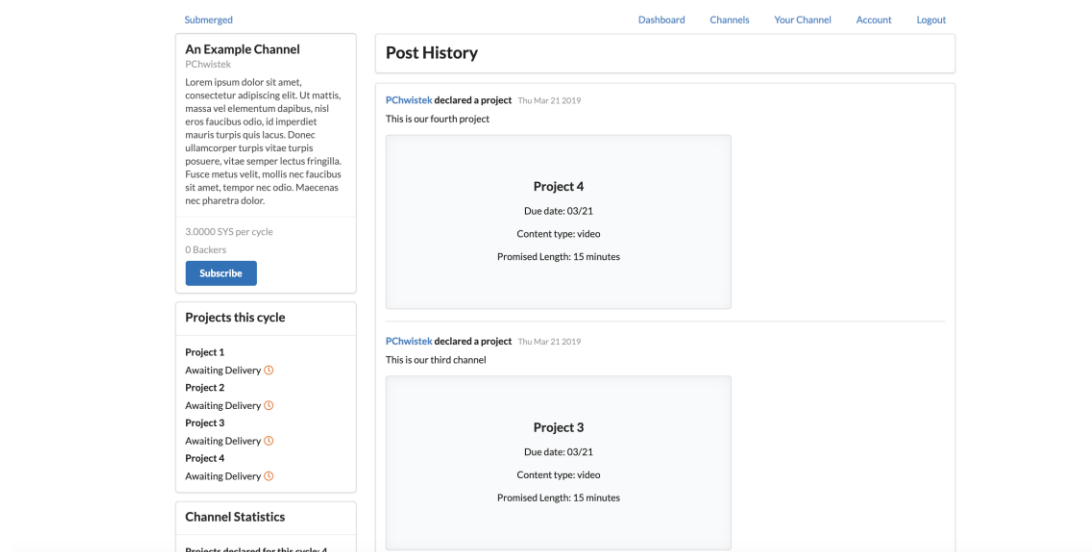 Submerged
Dashboard Channels Your Channel Account Logout
An Example Channel
PChwistek
Lorem ipsum dolor sit amet,
consectetur adipiscing elit. Ut mattis,
massa vel elementum dapibus, nisl
eros faucibus odio, id imperdiet
mauris turpis quis lacus. Donec
ullamcorper turpis vitae turpis
posuere, vitae semper lectus fringilla.
Fusce metus velit, mollis nec faucibus
sit amet, tempor nec odio. Maecenas
nec pharetra dolor.
3.0000 SYS per cycle
0 Backers
Subscribe
Projects this cycle
Project 1
Awaiting Delivery
Project 2
Awaiting Delivery
Project 3
Awaiting Delivery
Project 4
Awaiting Delivery
Channel Statistics
Projects declared for this cycle: 4
Post History
PChwistek declared a project Thu Mar 21 2019
This is our fourth project
Project 4
Due date: 03/21
Content type: video
Promised Length: 15 minutes
PChwistek declared a project Thu Mar 21 2019
This is our third channel
Project 3
Due date: 03/21
Content type: video
Promised Length: 15 minutes